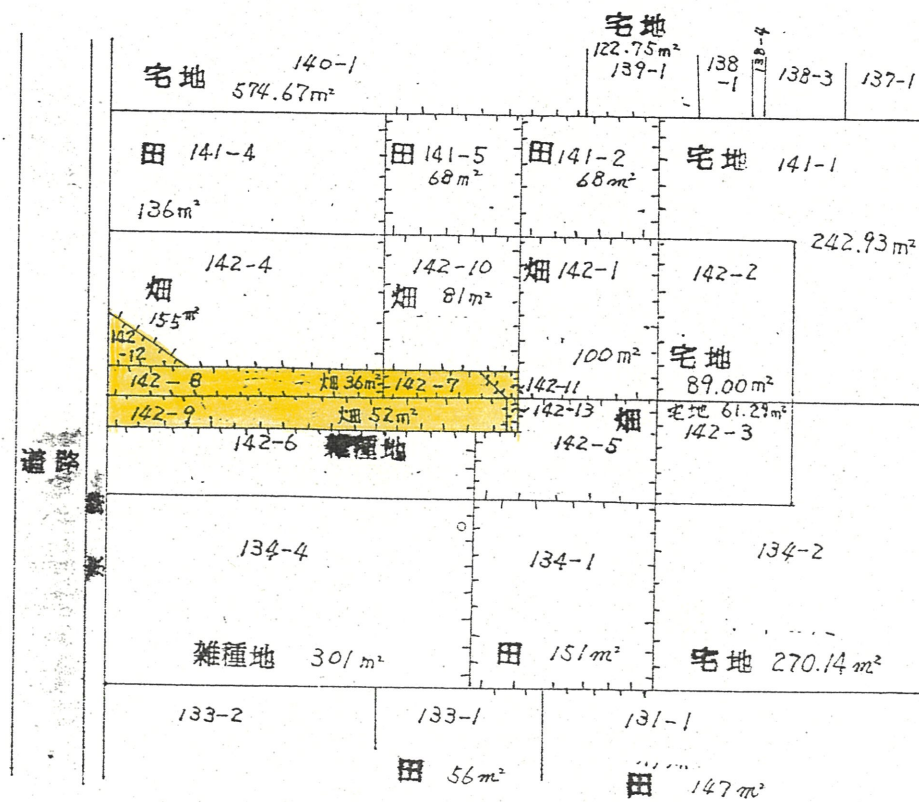 宅地
122.75m²
139-1
138
-1
138-4
138-3
137-1
140-1
宅地
574.67m²
田 141-4
136m²
田 141-5
68m²
田 141-2
68m²
宅地 141-1
242.93m²
142-4
畑
155m²
142-10
畑 81m²
畑 142-1
100m²
142-2
宅地
89.00m²
142
-12
142-8
畑 36m²
142-7
142-11
142-9
畑 52m²
142-13
畑
142-5
宅地 61.29m²
142-3
142-6
雑種地
道路
134-4
雑種地 301m²
134-1
田 151m²
134-2
宅地 270.14m²
133-2
133-1
田 56m²
131-1
田 147m²